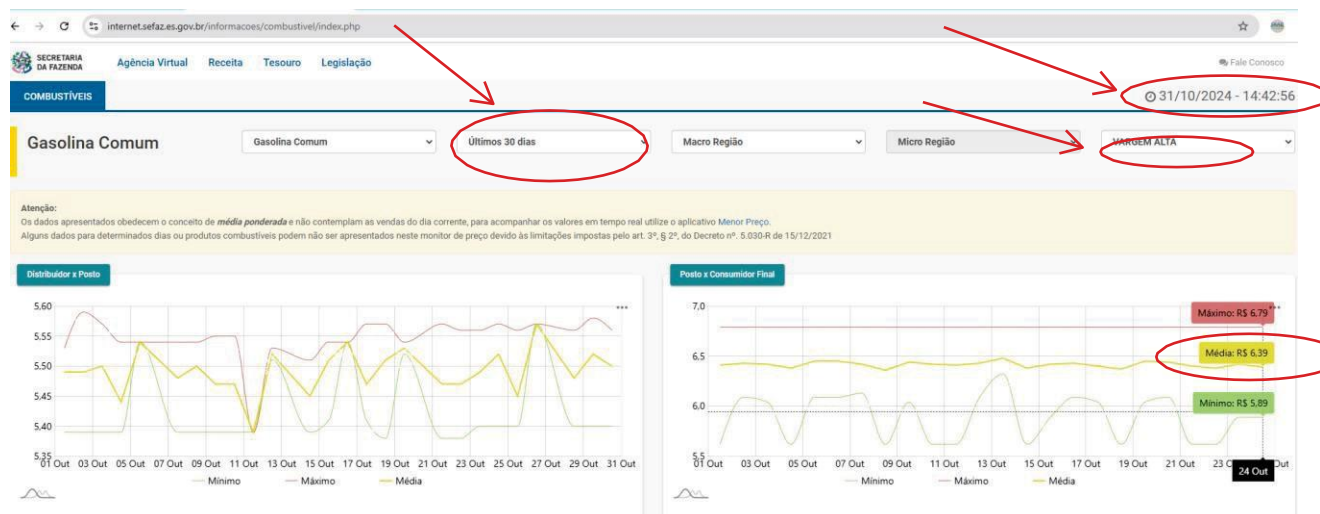 internet.sefaz.es.gov.br/informacoes/combustivel/index.php
SECRETARIA
DA FAZENDA
Agência Virtual Receita Tesouro Legislação
Fale Conosco
COMBUSTÍVEIS
31/10/2024 - 14:42:56
Gasolina Comum
Gasolina Comum
Últimos 30 dias
Macro Região
Micro Região
VARGEM ALTA
Atenção:
Os dados apresentados obedecem o conceito de média ponderada e não contemplam as vendas do dia corrente, para acompanhar os valores em tempo real utilize o aplicativo Menor Preço.
Alguns dados para determinados dias ou produtos combustíveis podem não ser apresentados neste monitor de preço devido às limitações impostas pelo art. 3º, § 2º, do Decreto nº. 5.030-R de 15/12/2021
Distribuidor x Posto
5.60
5.55
5.50
5.45
5.40
5.35
01 Out 03 Out 05 Out 07 Out 09 Out 11 Out 13 Out 15 Out 17 Out 19 Out 21 Out 23 Out 25 Out 27 Out 29 Out 31 Out
Mínimo Máximo Média
Posto x Consumidor Final
7.0
6.5
6.0
5.5
Máximo: R$ 6,79
Média: R$ 6,39
Mínimo: R$ 5,89
01 Out 03 Out 05 Out 07 Out 09 Out 11 Out 13 Out 15 Out 17 Out 19 Out 21 Out 23 Out
24 Out
Mínimo Máximo Média